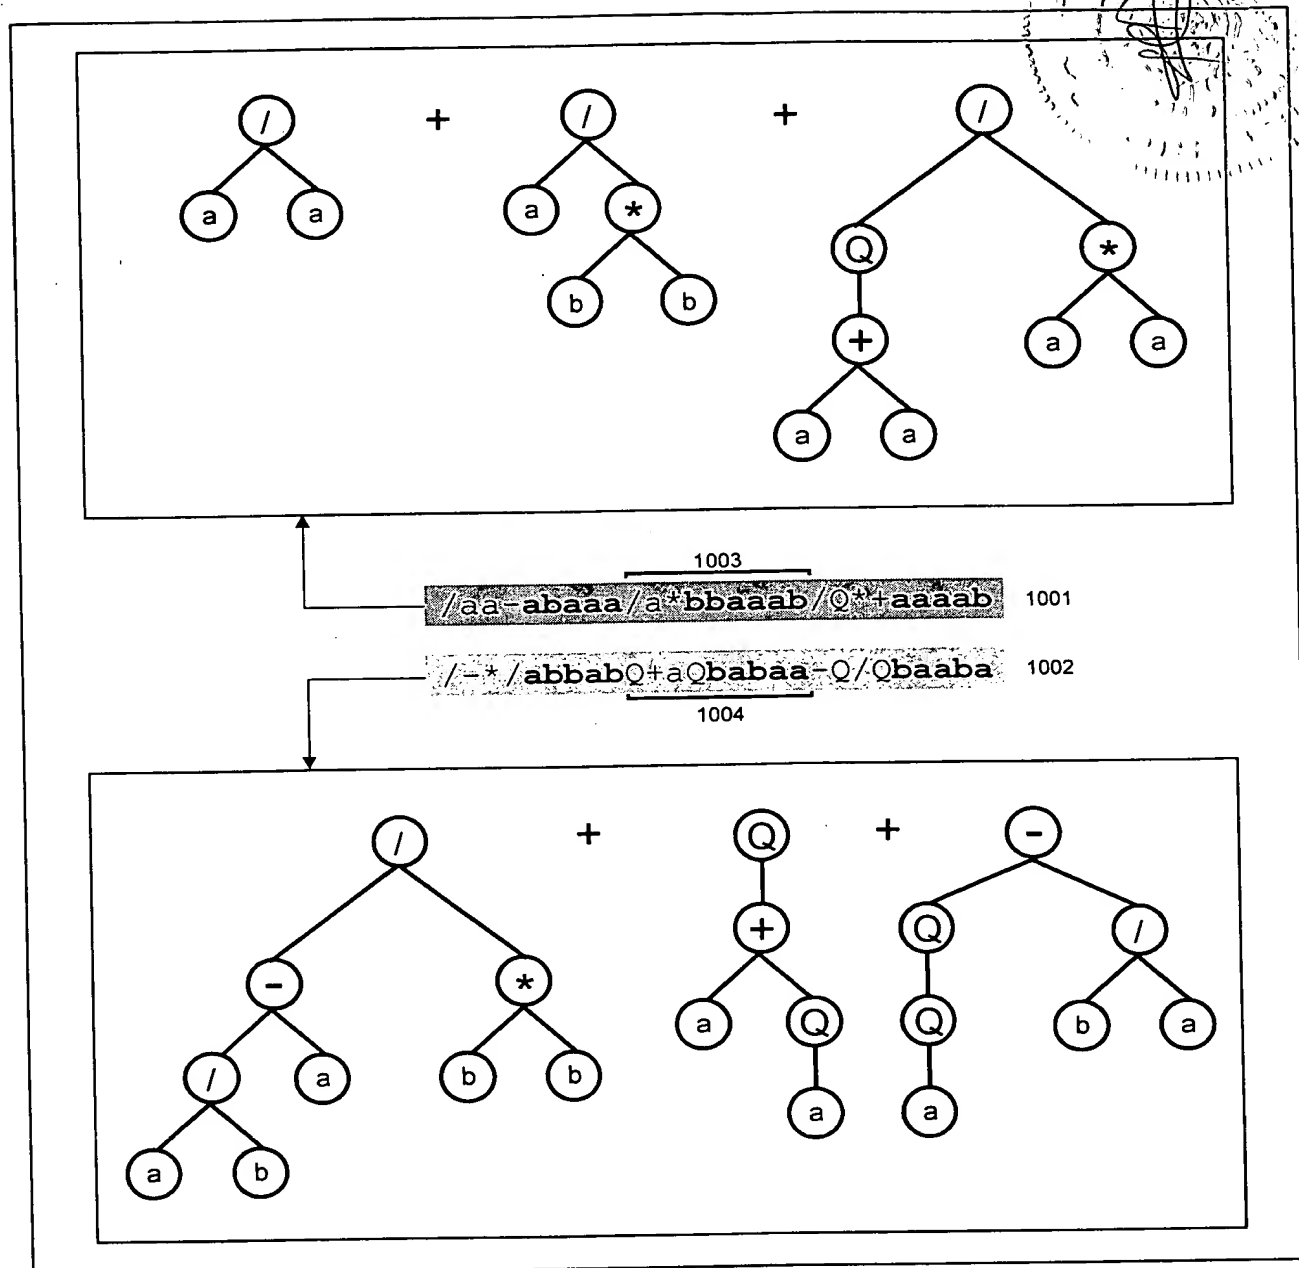 / + / +  /
a a a * Q *
b b + a a
a a
1003
/aa-abaaa/a*bbaaab/Q*+aaaab 1001
/-*/abbabQ+aQbabaa-Q/Qbaaba 1002
1004
/ + Q + -
- * + Q /
/ a b b a Q Q b a
a b a a